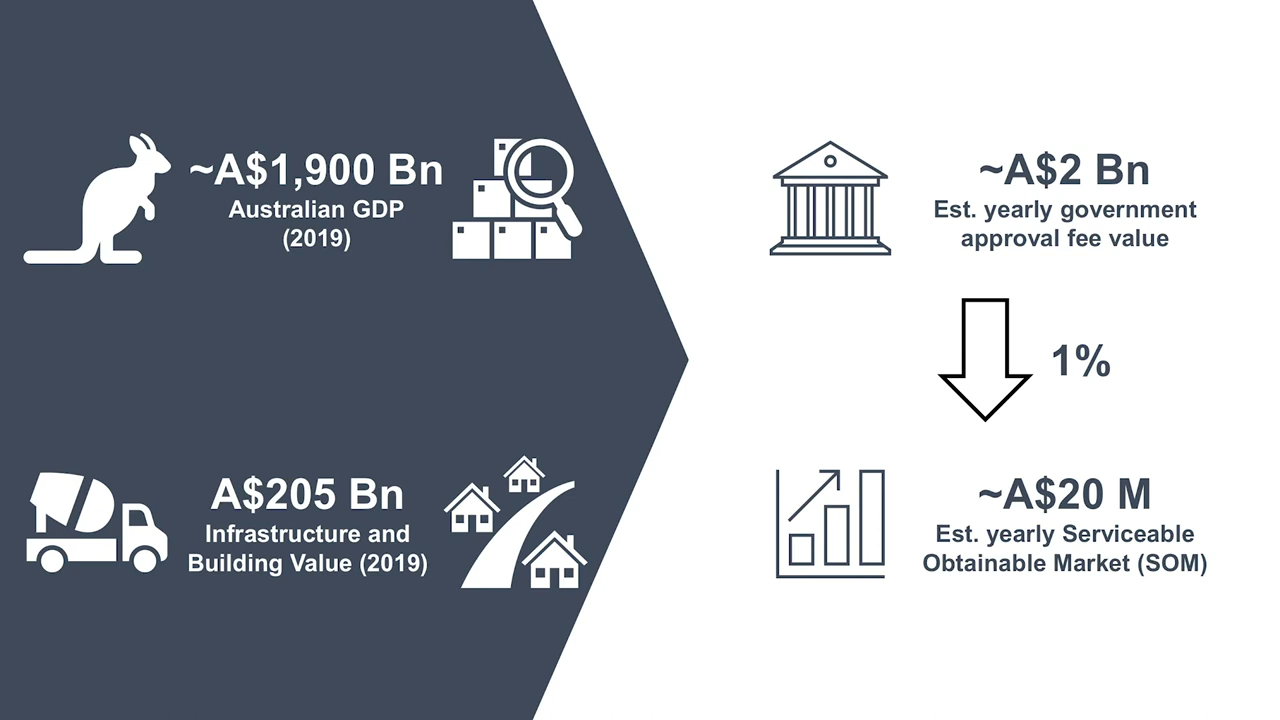 ~A$1,900 Bn
Australian GDP
(2019)
A$205 Bn
Infrastructure and
Building Value (2019)
~A$2 Bn
Est. yearly government
approval fee value
1%
~A$20 M
Est. yearly Serviceable
Obtainable Market (SOM)